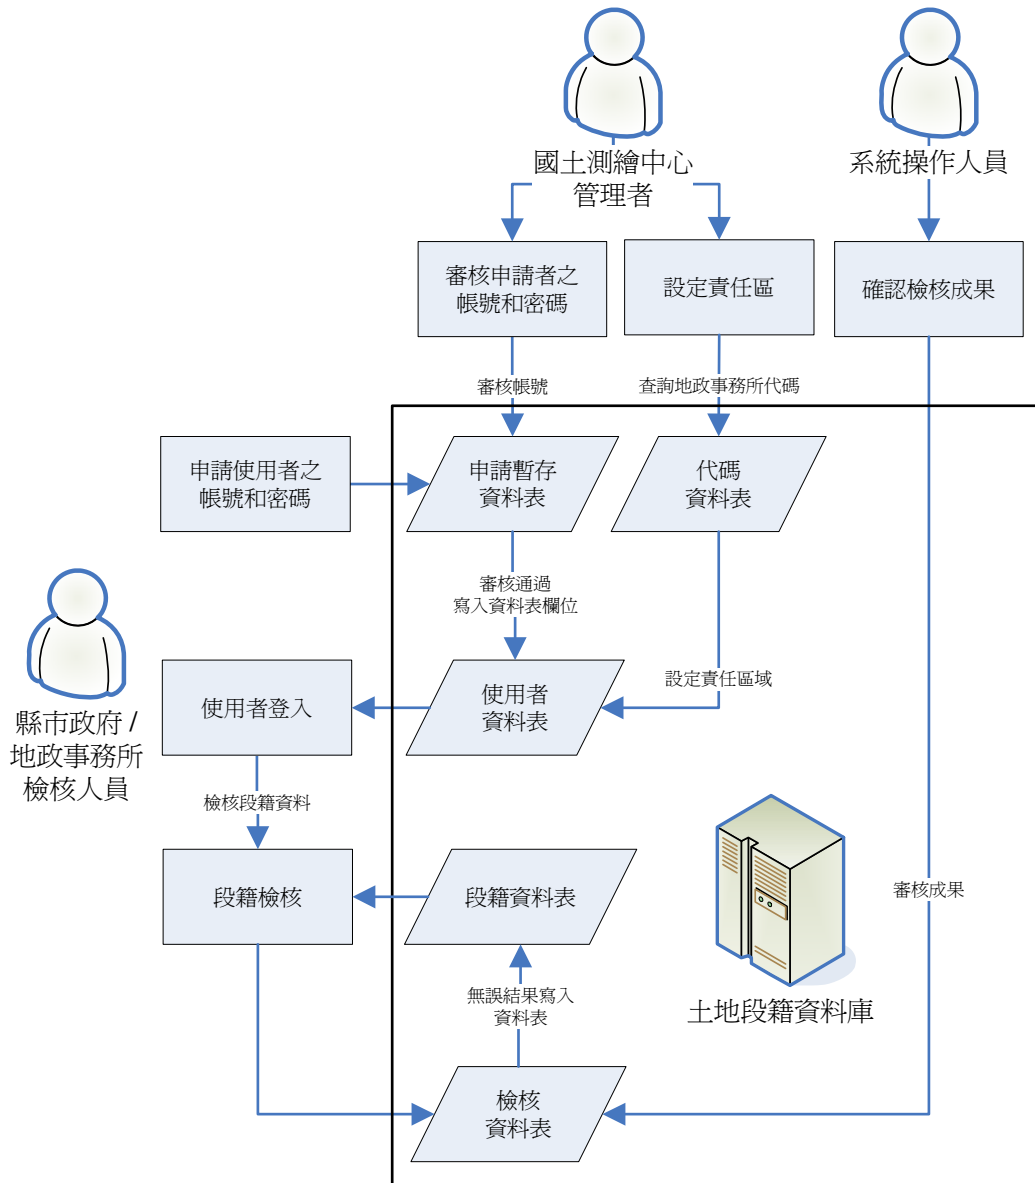 國土測繪中心
管理者
系統操作人員
審核申請者之
帳號和密碼
設定責任區
確認檢核成果
審核帳號
查詢地政事務所代碼
申請使用者之
帳號和密碼
申請暫存
資料表
代碼
資料表
審核通過
寫入資料表欄位
縣市政府 /
地政事務所
檢核人員
使用者登入
使用者
資料表
設定責任區域
檢核段籍資料
段籍檢核
段籍資料表
審核成果
無誤結果寫入
資料表
土地段籍資料庫
檢核
資料表